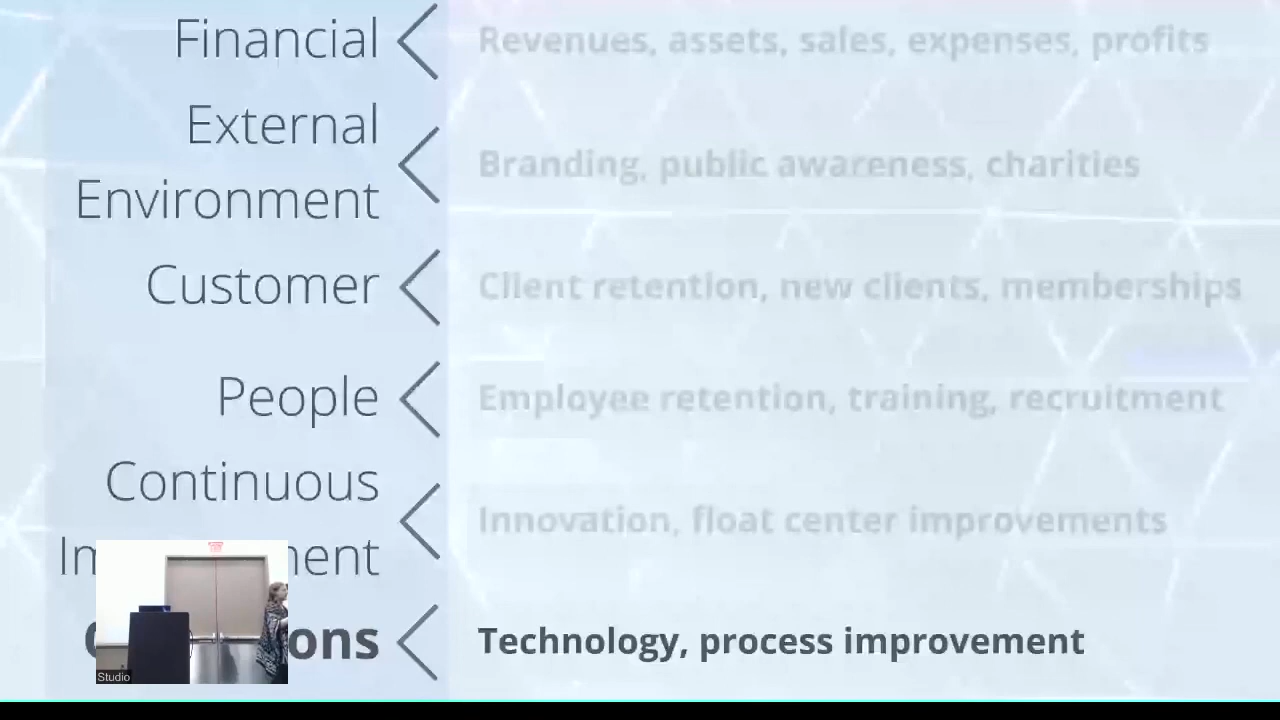 Financial
Revenues, assets, sales, expenses, profits
External
Environment
Branding, public awareness, charities
Customer
Client retention, new clients, memberships
People
Employee retention, training, recruitment
Continuous
Innovation, float center improvements
Technology, process improvement
Studio